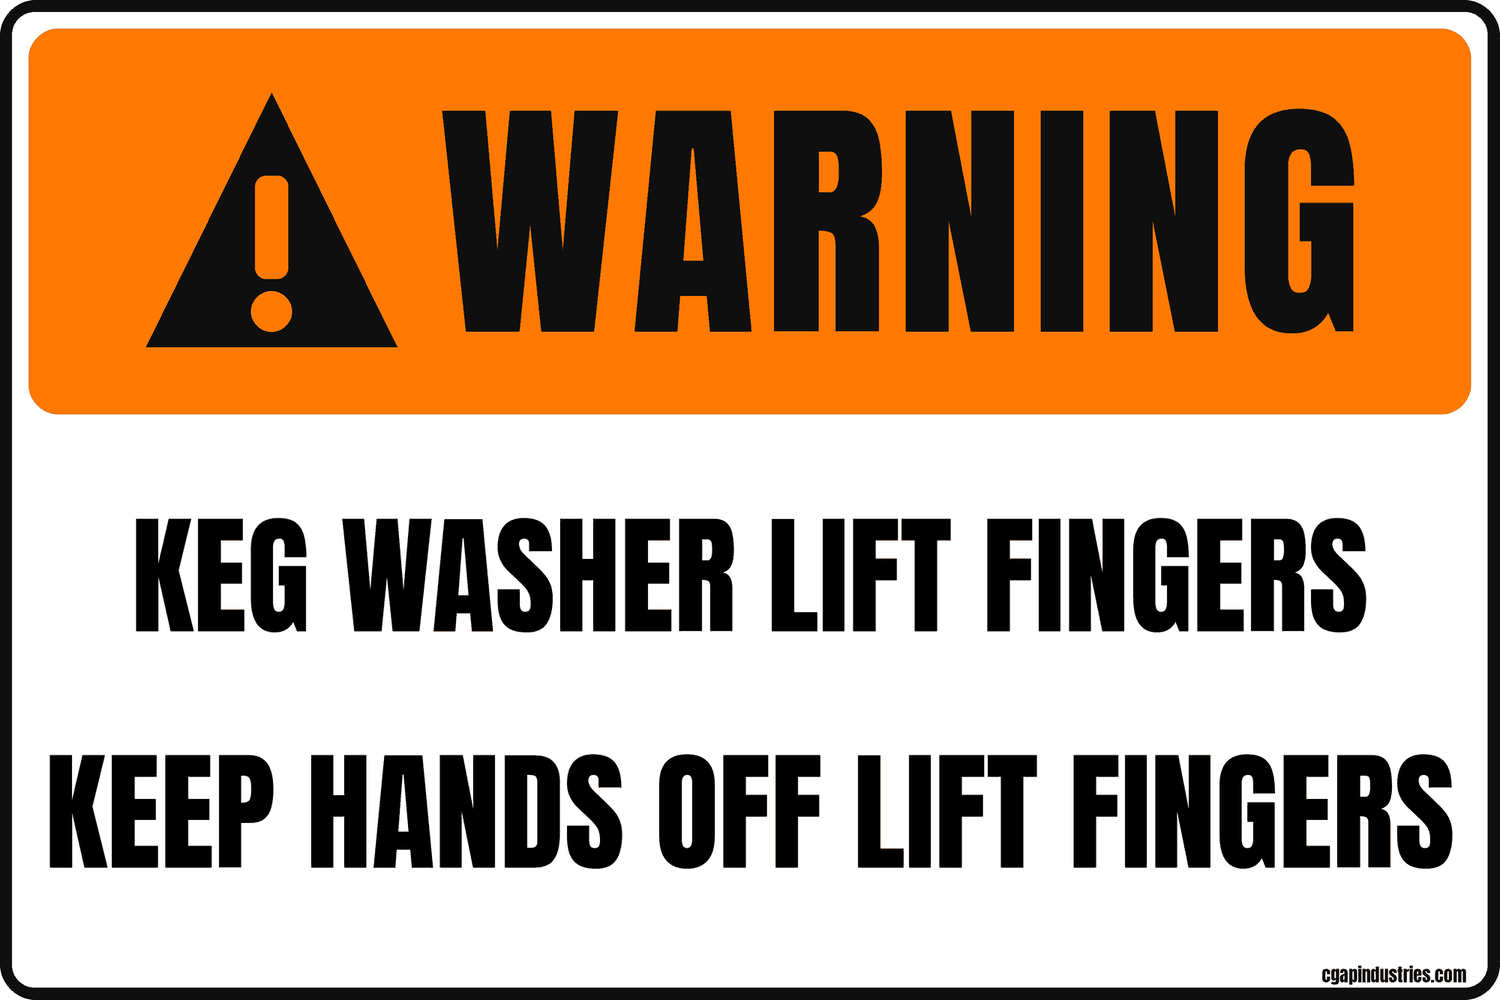 WARNING
KEG WASHER LIFT FINGERS
KEEP HANDS OFF LIFT FINGERS
cgapindustries.com